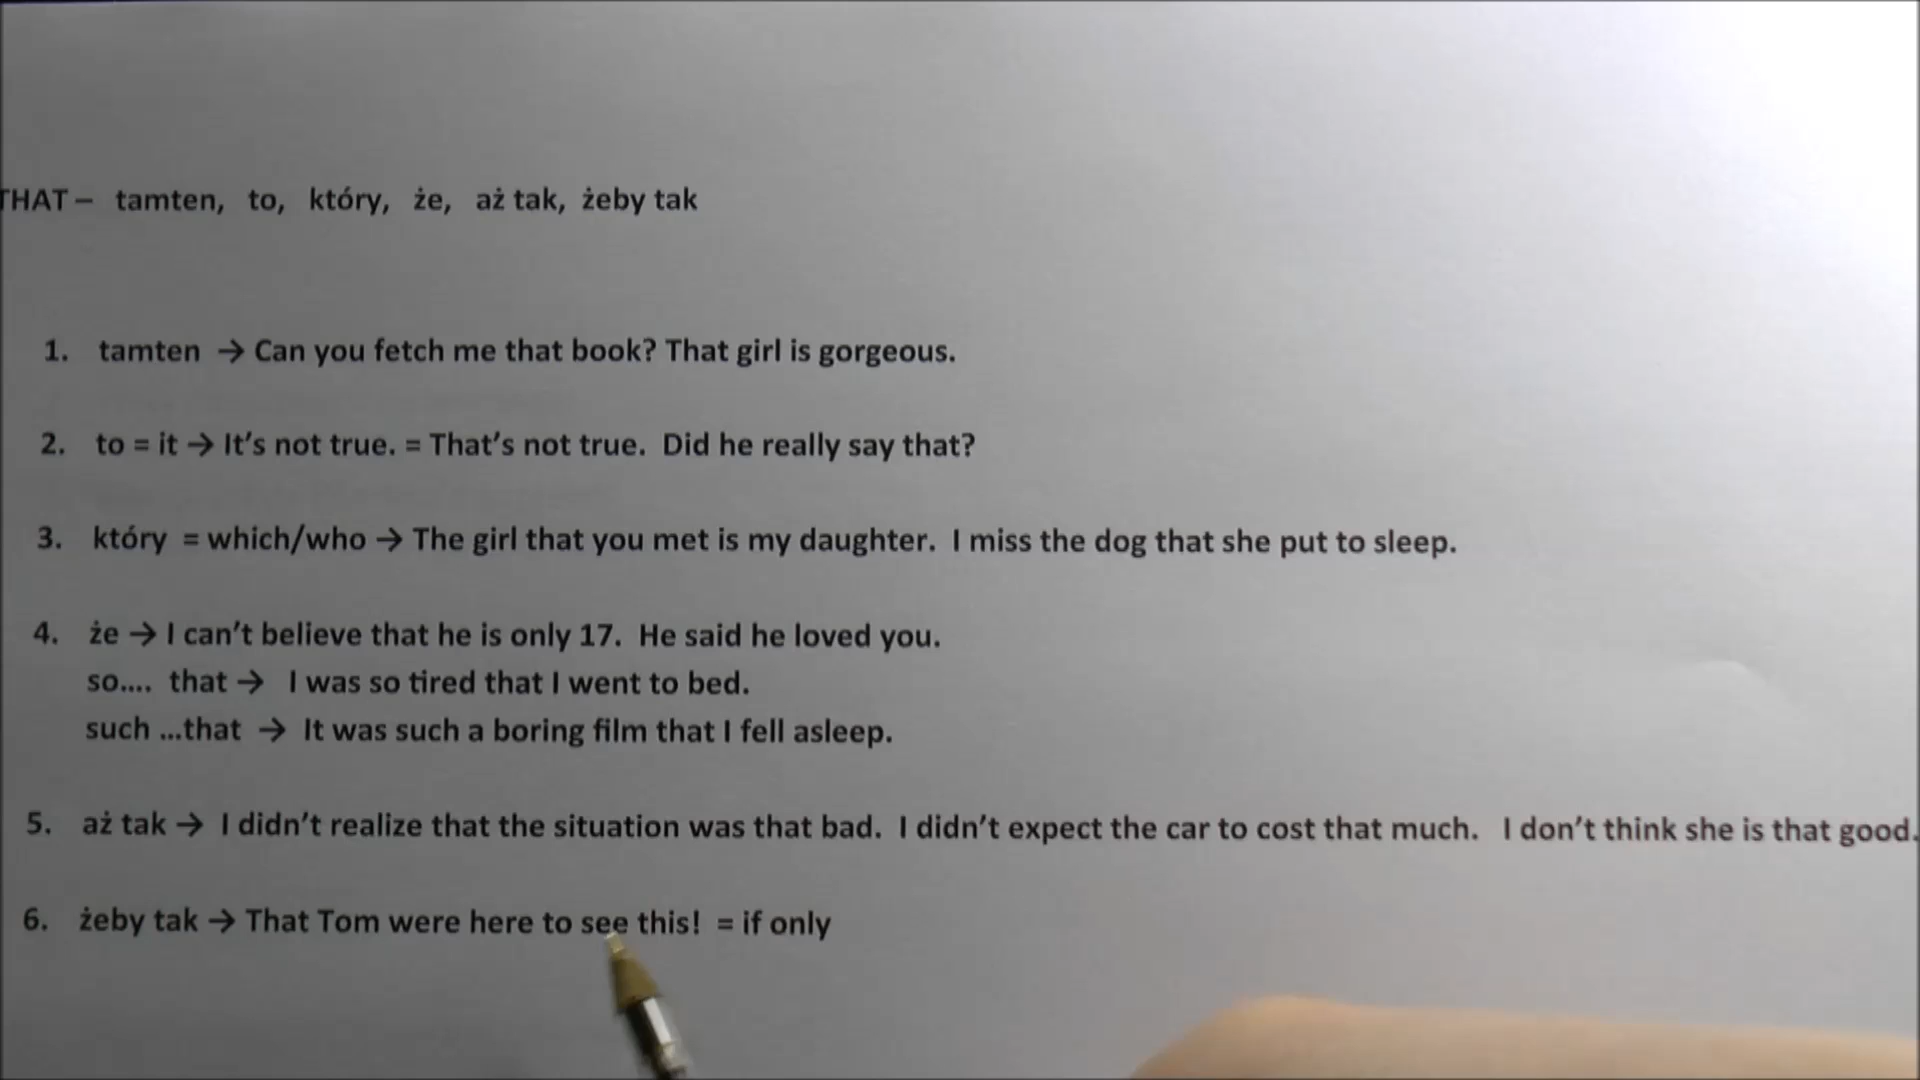 THAT – tamten, to, który, że, aż tak, żeby tak
1. tamten → Can you fetch me that book? That girl is gorgeous.
2. to = it → It's not true. = That's not true. Did he really say that?
3. który = which/who → The girl that you met is my daughter. I miss the dog that she put to sleep.
4. że → I can't believe that he is only 17. He said he loved you.
so.... that → I was so tired that I went to bed.
such ...that → It was such a boring film that I fell asleep.
5. aż tak → I didn't realize that the situation was that bad. I didn't expect the car to cost that much. I don't think she is that good.
6. żeby tak → That Tom were here to see this! = if only